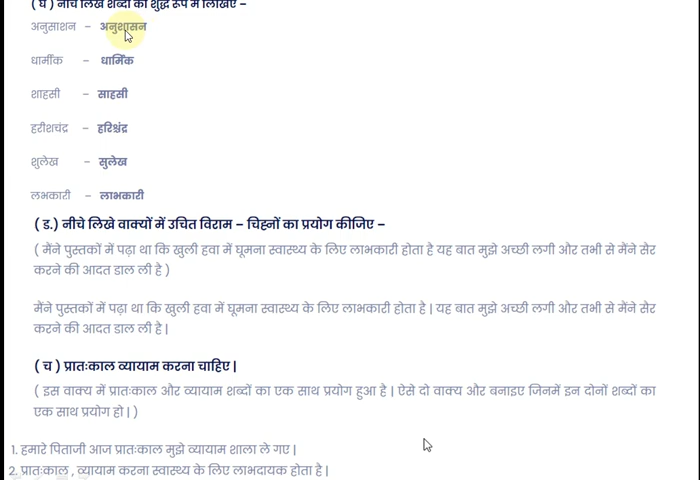 ( घ ) नीचे लिखे शब्दों को शुद्ध रूप में लिखिए –
अनुसाशन – अनुशासन
धार्मीक – धार्मिक
शाहसी – साहसी
हरीशचंद्र – हरिश्चंद्र
शुलेख – सुलेख
लभकारी – लाभकारी
( ड.) नीचे लिखे वाक्यों में उचित विराम – चिह्नों का प्रयोग कीजिए –
( मैंने पुस्तकों में पढ़ा था कि खुली हवा में घूमना स्वास्थ्य के लिए लाभकारी होता है यह बात मुझे अच्छी लगी और तभी से मैंने सैर
करने की आदत डाल ली है )
मैंने पुस्तकों में पढ़ा था कि खुली हवा में घूमना स्वास्थ्य के लिए लाभकारी होता है | यह बात मुझे अच्छी लगी और तभी से मैंने सैर
करने की आदत डाल ली है |
( च ) प्रातःकाल व्यायाम करना चाहिए |
( इस वाक्य में प्रातःकाल और व्यायाम शब्दों का एक साथ प्रयोग हुआ है | ऐसे दो वाक्य और बनाइए जिनमें इन दोनों शब्दों का
एक साथ प्रयोग हो | )
1. हमारे पिताजी आज प्रातःकाल मुझे व्यायाम शाला ले गए |
2. प्रातःकाल , व्यायाम करना स्वास्थ्य के लिए लाभदायक होता है |